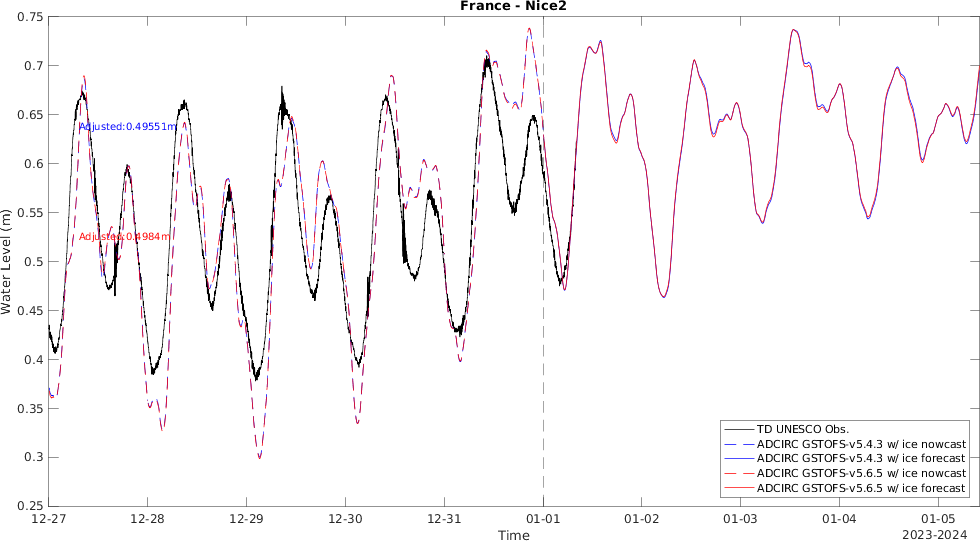 France - Nice2
0.75
0.7
0.65
0.6
0.55
0.5
0.45
0.4
0.35
0.3
0.25
Water Level (m)
Adjusted:0.49551m
Adjusted:0.4984m
TD UNESCO Obs.
ADCIRC GSTOFS-v5.4.3 w/ ice nowcast
ADCIRC GSTOFS-v5.4.3 w/ ice forecast
ADCIRC GSTOFS-v5.6.5 w/ ice nowcast
ADCIRC GSTOFS-v5.6.5 w/ ice forecast
12-27 12-28 12-29 12-30 12-31 01-01 01-02 01-03 01-04 01-05
Time
2023-2024